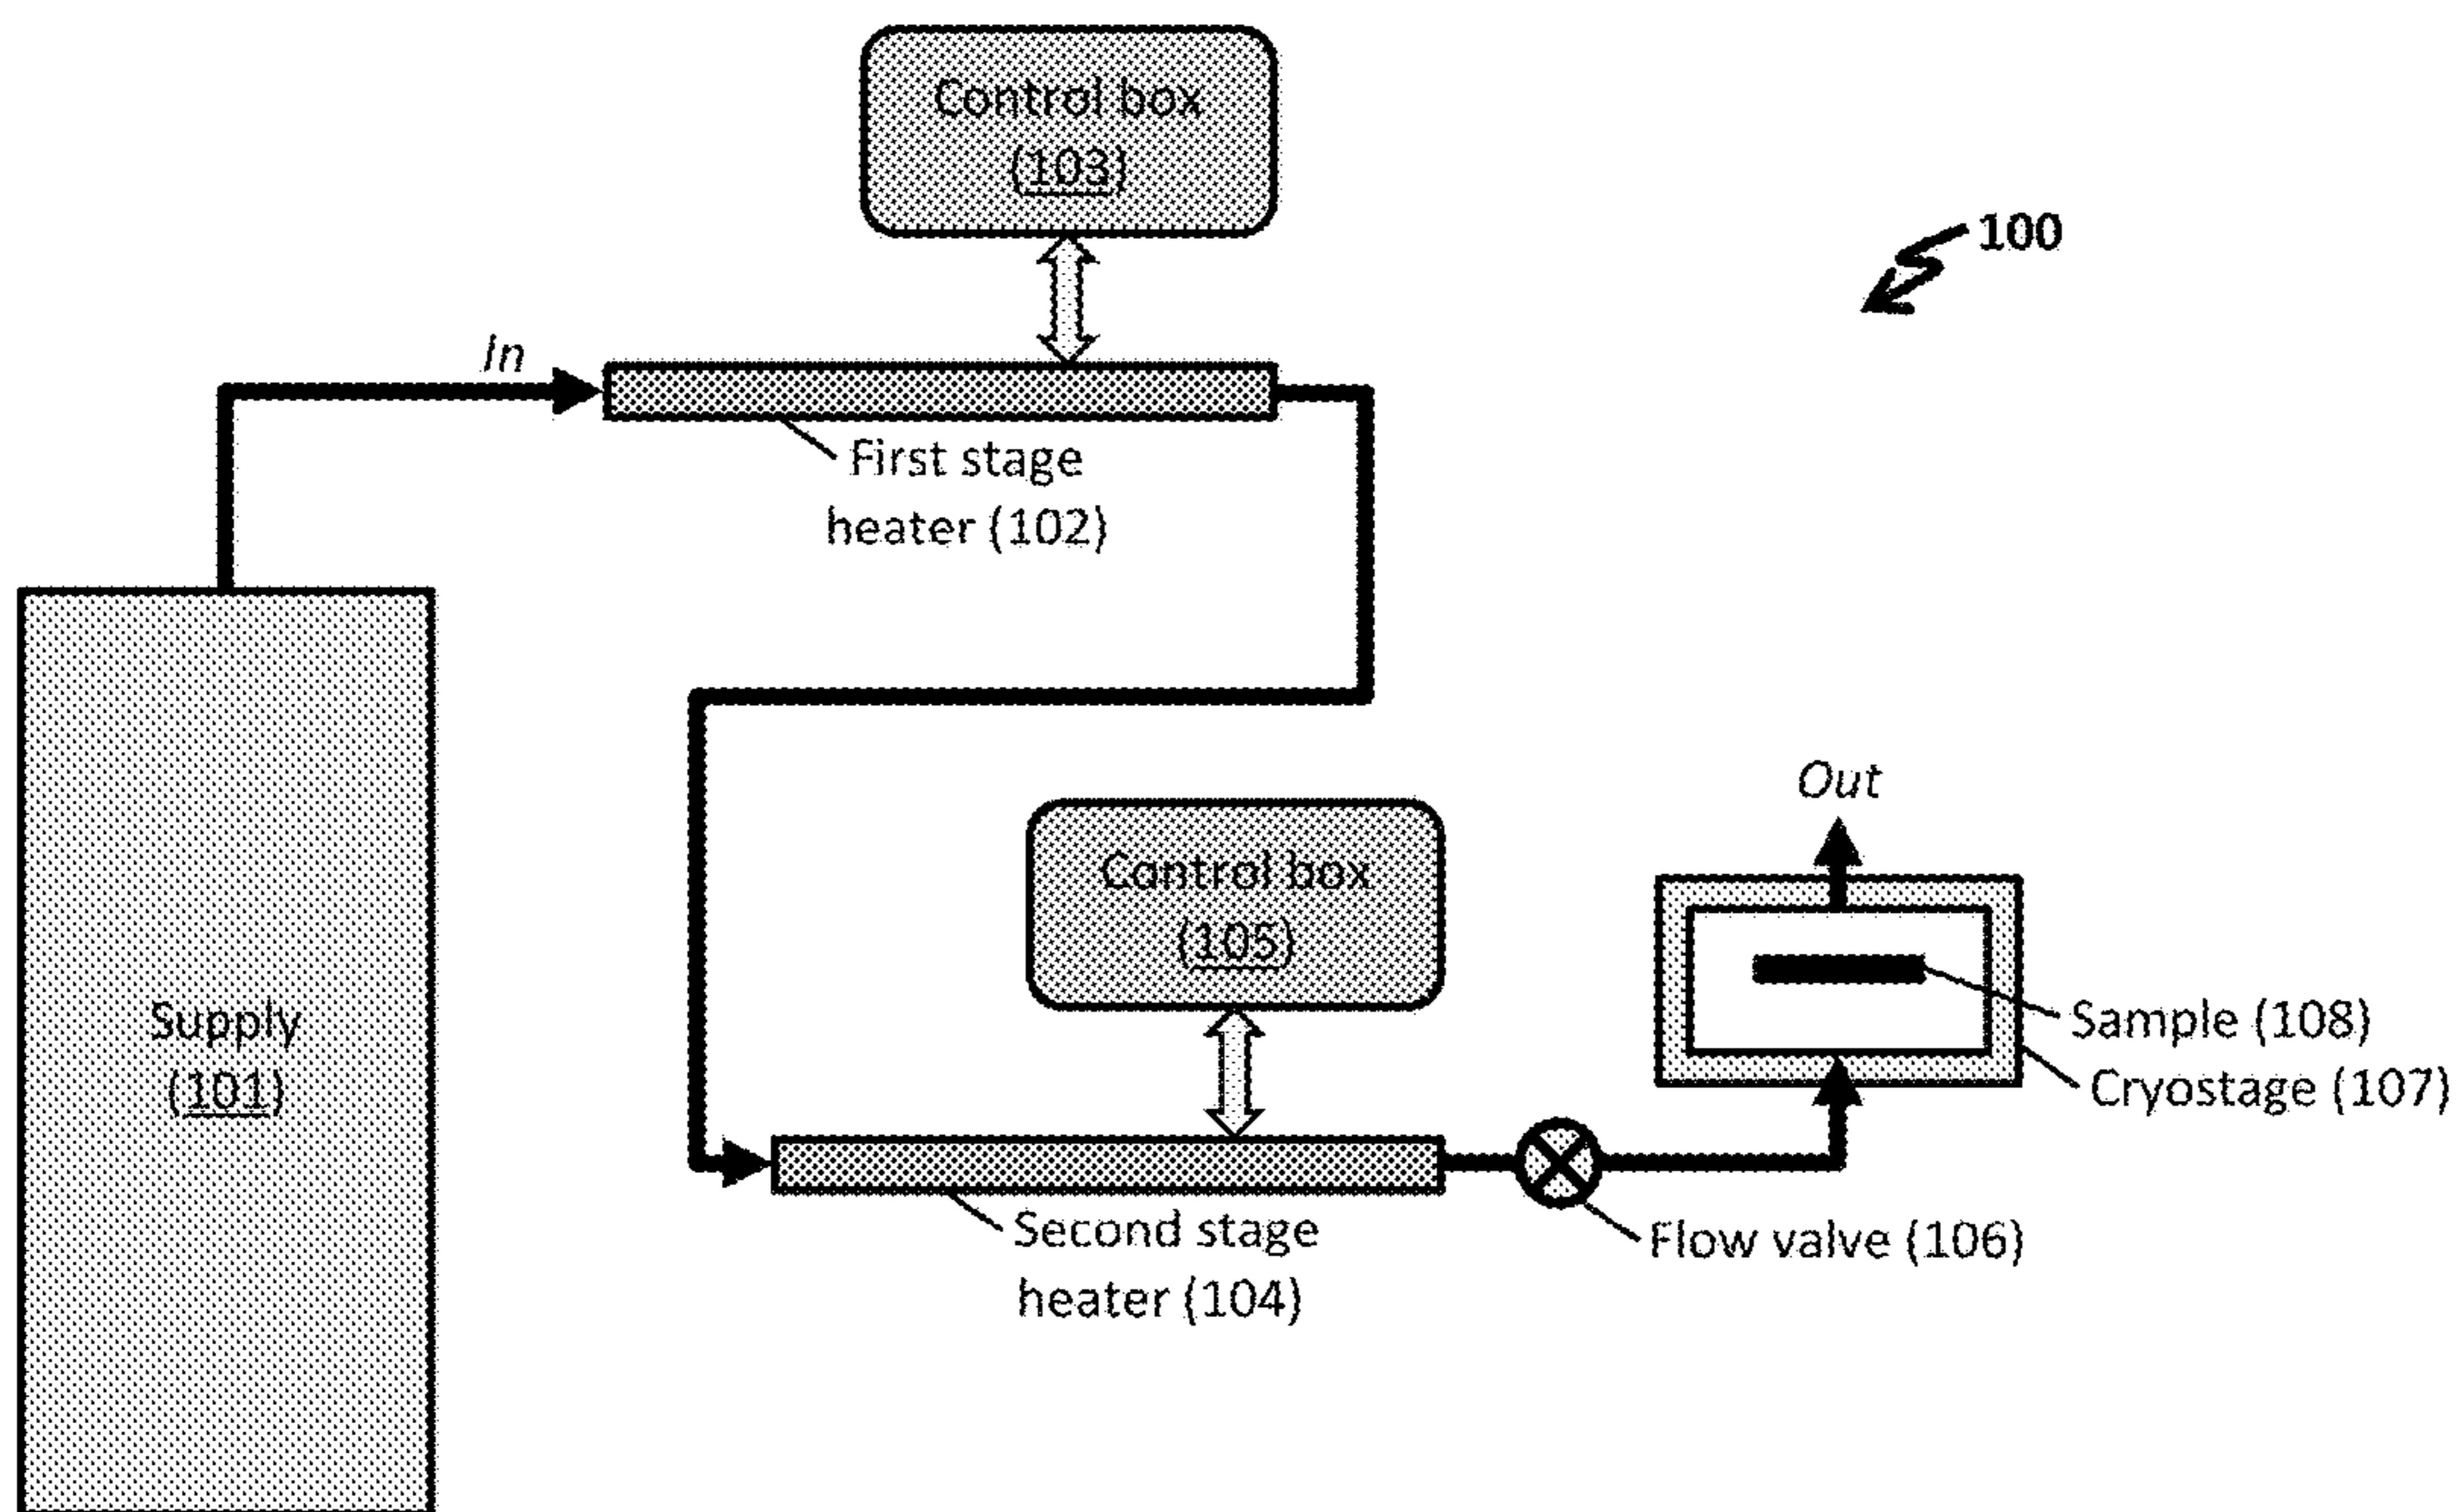 Control box
(103)
100
In
First stage
heater (102)
Out
Control box
(105)
Supply
(101)
Sample (108)
Cryostage (107)
Second stage
heater (104)
Flow valve (106)